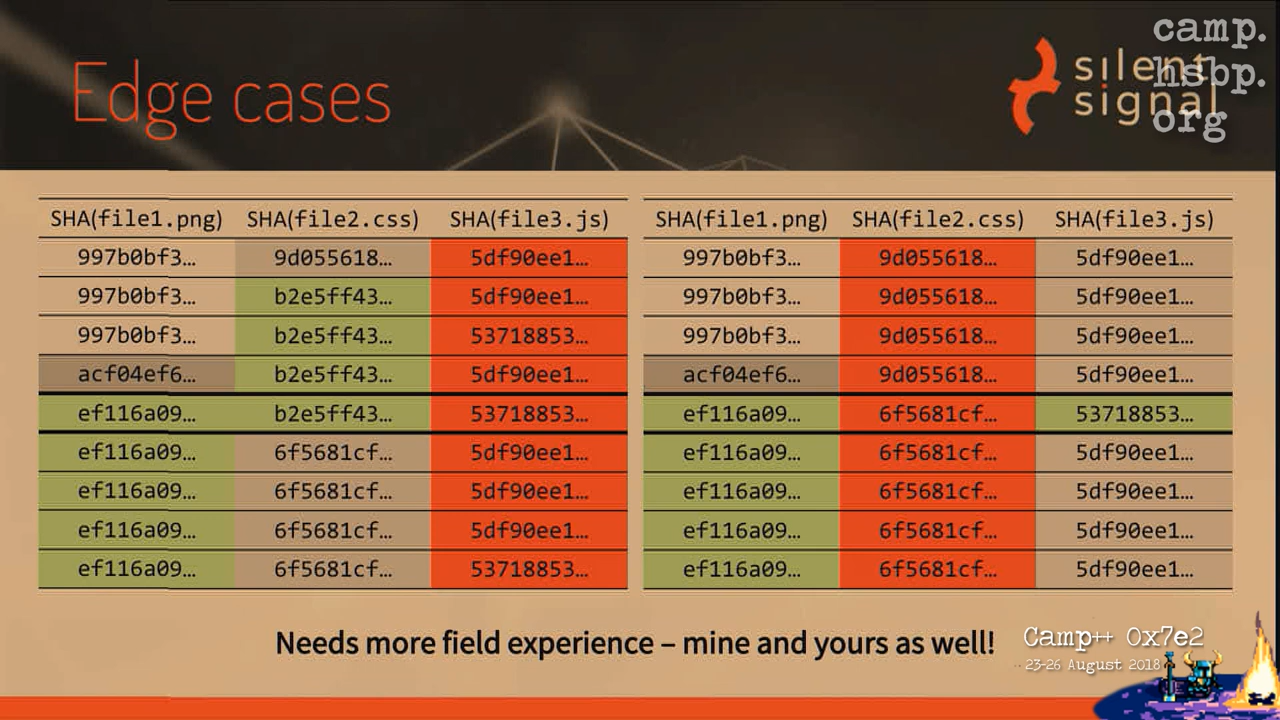 Edge cases
silent
signal
camp.
hsbp.
org
SHA(file1.png) SHA(file2.css) SHA(file3.js) SHA(file1.png) SHA(file2.css) SHA(file3.js)
997b0bf3… 9d055618… 5df90ee1… 997b0bf3… 9d055618… 5df90ee1…
997b0bf3… b2e5ff43… 5df90ee1… 997b0bf3… 9d055618… 5df90ee1…
997b0bf3… b2e5ff43… 53718853… 997b0bf3… 9d055618… 5df90ee1…
acf04ef6… b2e5ff43… 5df90ee1… acf04ef6… 9d055618… 5df90ee1…
ef116a09… b2e5ff43… 53718853… ef116a09… 6f5681cf… 53718853…
ef116a09… 6f5681cf… 5df90ee1… ef116a09… 6f5681cf… 5df90ee1…
ef116a09… 6f5681cf… 5df90ee1… ef116a09… 6f5681cf… 5df90ee1…
ef116a09… 6f5681cf… 5df90ee1… ef116a09… 6f5681cf… 5df90ee1…
ef116a09… 6f5681cf… 53718853… ef116a09… 6f5681cf… 5df90ee1…
Needs more field experience – mine and yours as well!
Camp++ 0x7e2
23-26 August 2018